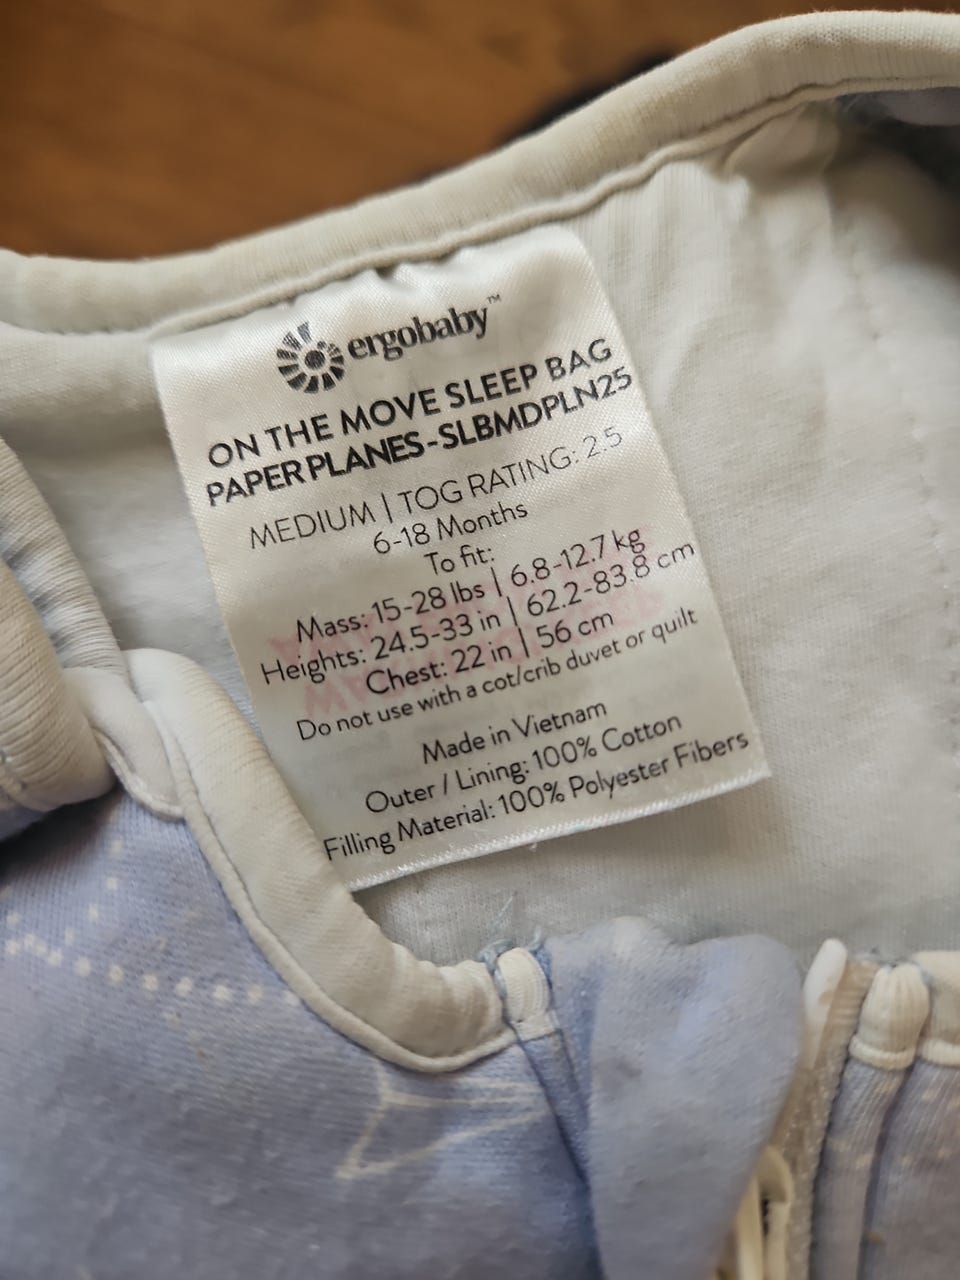 ergobaby™
ON THE MOVE SLEEP BAG
PAPER PLANES - SLBMDPLN25
MEDIUM | TOG RATING: 2.5
6-18 Months
To fit:
Mass: 15-28 lbs | 6.8-12.7 kg
Heights: 24.5-33 in | 62.2-83.8 cm
Chest: 22 in | 56 cm
Do not use with a cot/crib duvet or quilt
Made in Vietnam
Outer / Lining: 100% Cotton
Filling Material: 100% Polyester Fibers